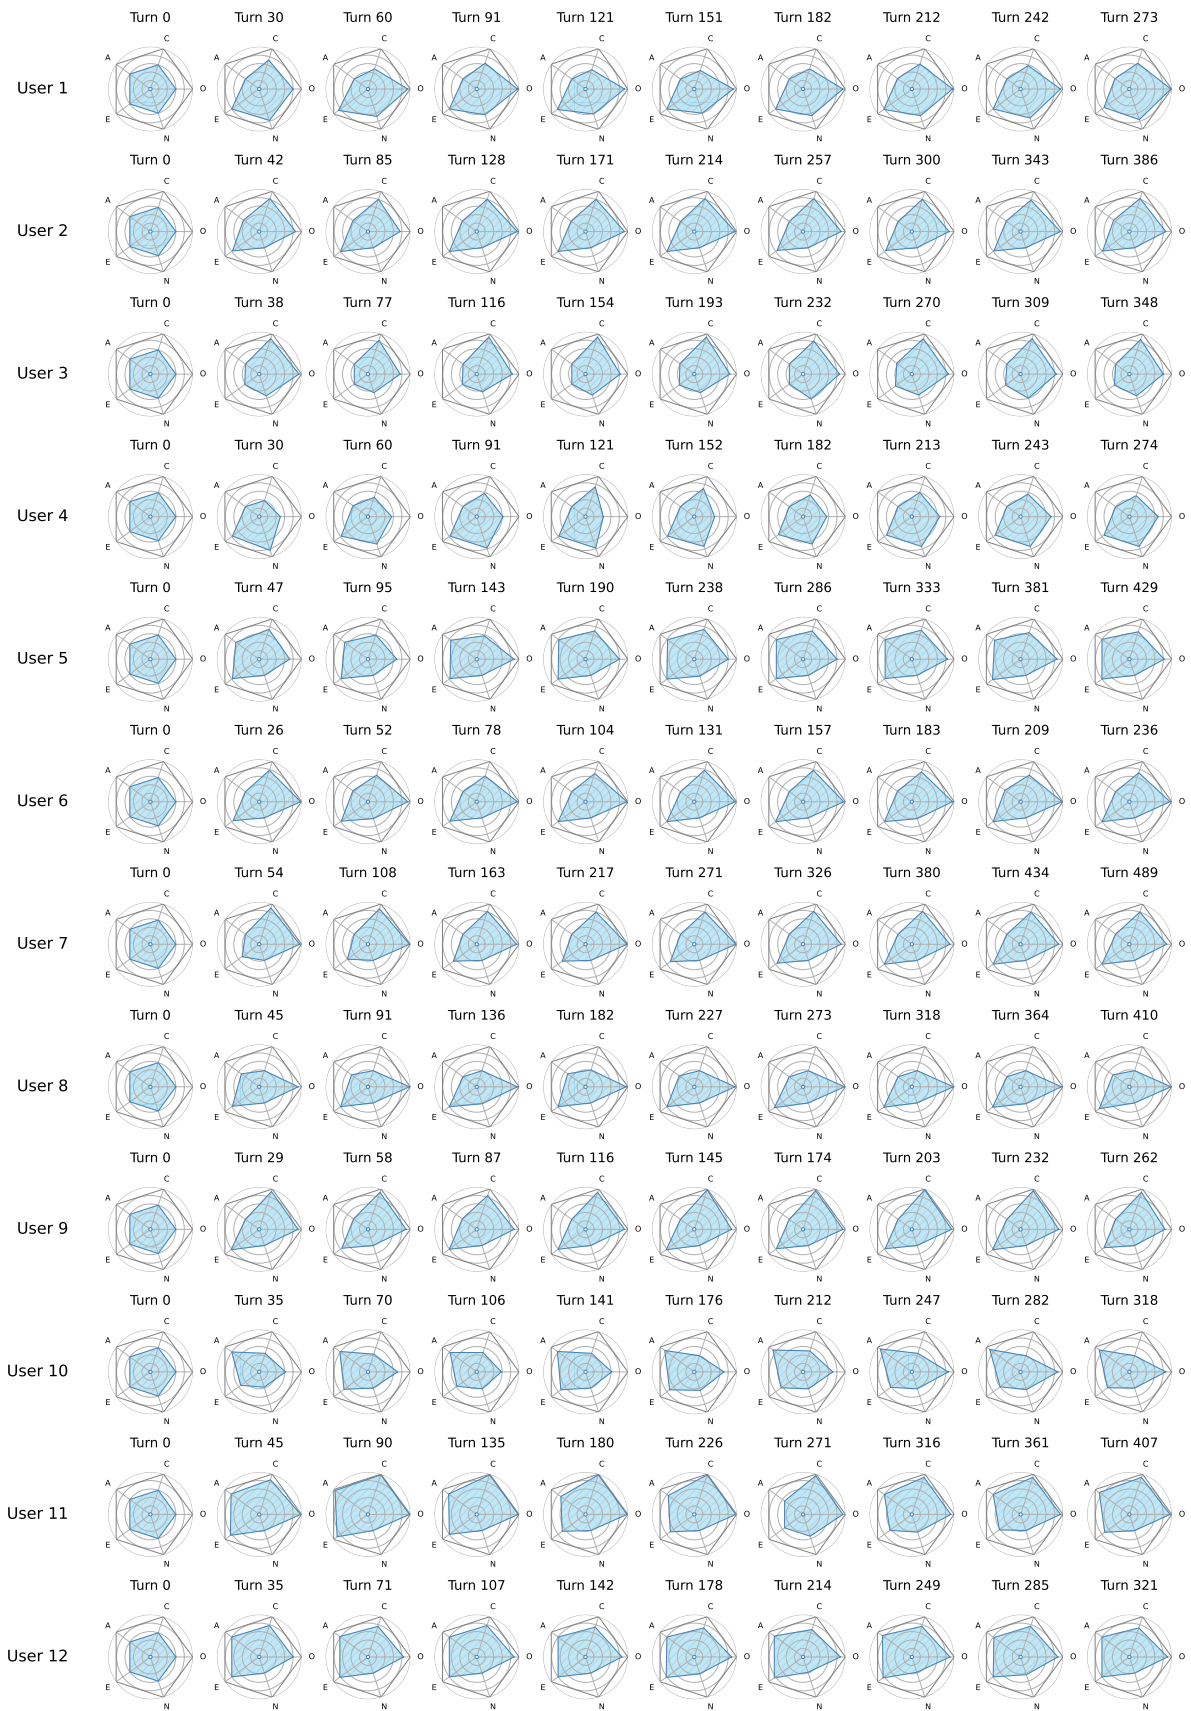 Turn 0 Turn 30 Turn 60 Turn 91 Turn 121 Turn 151 Turn 182 Turn 212 Turn 242 Turn 273
C C C C C C C C C C
A A A A A A A A A A
User 1 O O O O O O O O O O
E E E E E E E E E E
N N N N N N N N N N
Turn 0 Turn 42 Turn 85 Turn 128 Turn 171 Turn 214 Turn 257 Turn 300 Turn 343 Turn 386
C C C C C C C C C C
A A A A A A A A A A
User 2 O O O O O O O O O O
E E E E E E E E E E
N N N N N N N N N N
Turn 0 Turn 38 Turn 77 Turn 116 Turn 154 Turn 193 Turn 232 Turn 270 Turn 309 Turn 348
C C C C C C C C C C
A A A A A A A A A A
User 3 O O O O O O O O O O
E E E E E E E E E E
N N N N N N N N N N
Turn 0 Turn 30 Turn 60 Turn 91 Turn 121 Turn 152 Turn 182 Turn 213 Turn 243 Turn 274
C C C C C C C C C C
A A A A A A A A A A
User 4 O O O O O O O O O O
E E E E E E E E E E
N N N N N N N N N N
Turn 0 Turn 47 Turn 95 Turn 143 Turn 190 Turn 238 Turn 286 Turn 333 Turn 381 Turn 429
C C C C C C C C C C
A A A A A A A A A A
User 5 O O O O O O O O O O
E E E E E E E E E E
N N N N N N N N N N
Turn 0 Turn 26 Turn 52 Turn 78 Turn 104 Turn 131 Turn 157 Turn 183 Turn 209 Turn 236
C C C C C C C C C C
A A A A A A A A A A
User 6 O O O O O O O O O O
E E E E E E E E E E
N N N N N N N N N N
Turn 0 Turn 54 Turn 108 Turn 163 Turn 217 Turn 271 Turn 326 Turn 380 Turn 434 Turn 489
C C C C C C C C C C
A A A A A A A A A A
User 7 O O O O O O O O O O
E E E E E E E E E E
N N N N N N N N N N
Turn 0 Turn 45 Turn 91 Turn 136 Turn 182 Turn 227 Turn 273 Turn 318 Turn 364 Turn 410
C C C C C C C C C C
A A A A A A A A A A
User 8 O O O O O O O O O O
E E E E E E E E E E
N N N N N N N N N N
Turn 0 Turn 29 Turn 58 Turn 87 Turn 116 Turn 145 Turn 174 Turn 203 Turn 232 Turn 262
C C C C C C C C C C
A A A A A A A A A A
User 9 O O O O O O O O O O
E E E E E E E E E E
N N N N N N N N N N
Turn 0 Turn 35 Turn 70 Turn 106 Turn 141 Turn 176 Turn 212 Turn 247 Turn 282 Turn 318
C C C C C C C C C C
A A A A A A A A A A
User 10 O O O O O O O O O O
E E E E E E E E E E
N N N N N N N N N N
Turn 0 Turn 45 Turn 90 Turn 135 Turn 180 Turn 226 Turn 271 Turn 316 Turn 361 Turn 407
C C C C C C C C C C
A A A A A A A A A A
User 11 O O O O O O O O O O
E E E E E E E E E E
N N N N N N N N N N
Turn 0 Turn 35 Turn 71 Turn 107 Turn 142 Turn 178 Turn 214 Turn 249 Turn 285 Turn 321
C C C C C C C C C C
A A A A A A A A A A
User 12 O O O O O O O O O O
E E E E E E E E E E
N N N N N N N N N N